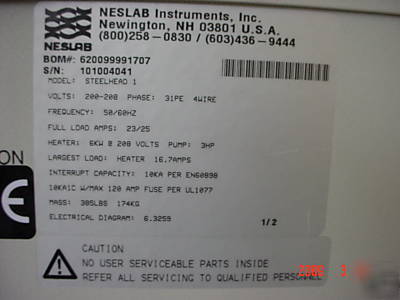 NESLAB Instruments, Inc.
Newington, NH 03801 U.S.A.
(800)258-0830 / (603)436-9444
NESLAB
BOM#: 620099991707
S/N: 101004041
MODEL: STEELHEAD 1
VOLTS: 200-208 PHASE: 31PE 4WIRE
FREQUENCY: 50/60HZ
FULL LOAD AMPS: 23/25
HEATER: 6KW @ 208 VOLTS PUMP: 3HP
LARGEST LOAD: HEATER 16.7AMPS
INTERRUPT CAPACITY: 10KA PER EN60898
10KAIC W/MAX 120 AMP FUSE PER UL1077
MASS: 385LBS 174KG
ELECTRICAL DIAGRAM: 6.3259
1/2
ON
CE
CAUTION
NO USER SERVICEABLE PARTS INSIDE
REFER ALL SERVICING TO QUALIFIED PERSONNEL